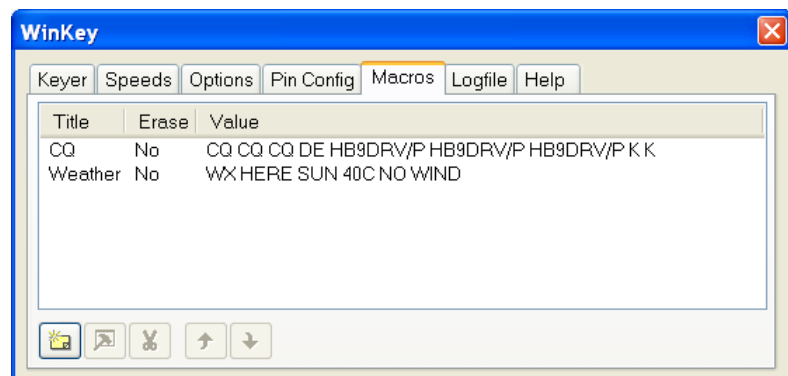 WinKey
Keyer Speeds Options Pin Config Macros Logfile Help
Title Erase Value
CQ No CQ CQ CQ DE HB9DRV/P HB9DRV/P HB9DRV/P K K
Weather No WX HERE SUN 40C NO WIND